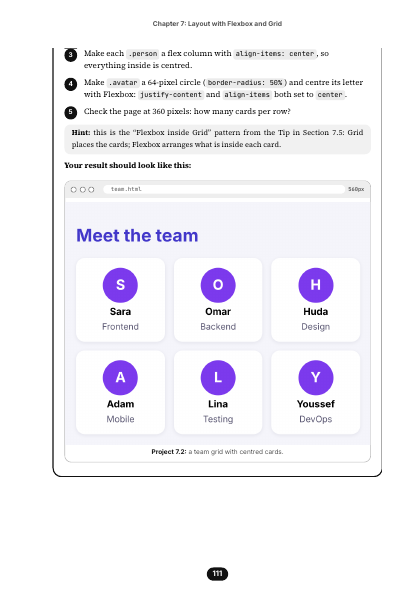 Chapter 7: Layout with Flexbox and Grid
3 Make each .person a flex column with align-items: center, so
everything inside is centred.
4 Make .avatar a 64-pixel circle (border-radius: 50%) and centre its letter
with Flexbox: justify-content and align-items both set to center.
5 Check the page at 360 pixels: how many cards per row?
Hint: this is the “Flexbox inside Grid” pattern from the Tip in Section 7.5: Grid
places the cards; Flexbox arranges what is inside each card.
Your result should look like this:
team.html 560px
Meet the team
S O H
Sara Omar Huda
Frontend Backend Design
A L Y
Adam Lina Youssef
Mobile Testing DevOps
Project 7.2: a team grid with centred cards.
111